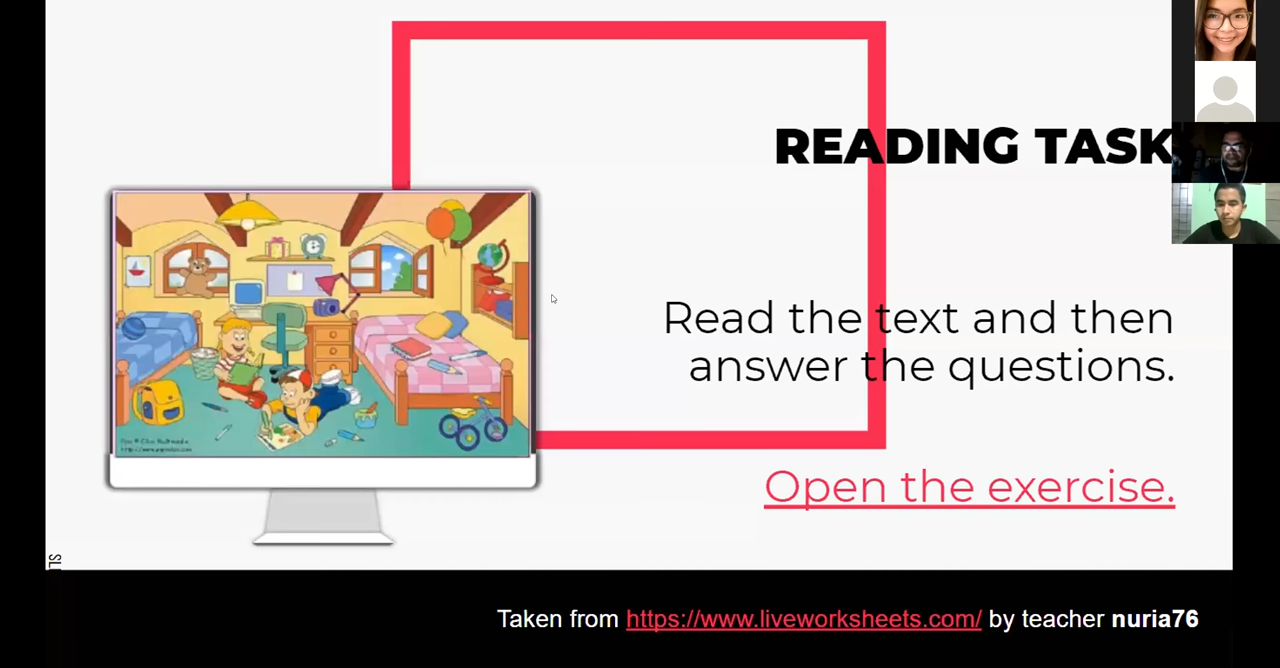 READING TASK
Read the text and then
answer the questions.
Open the exercise.
Taken from https://www.liveworksheets.com/ by teacher nuria76